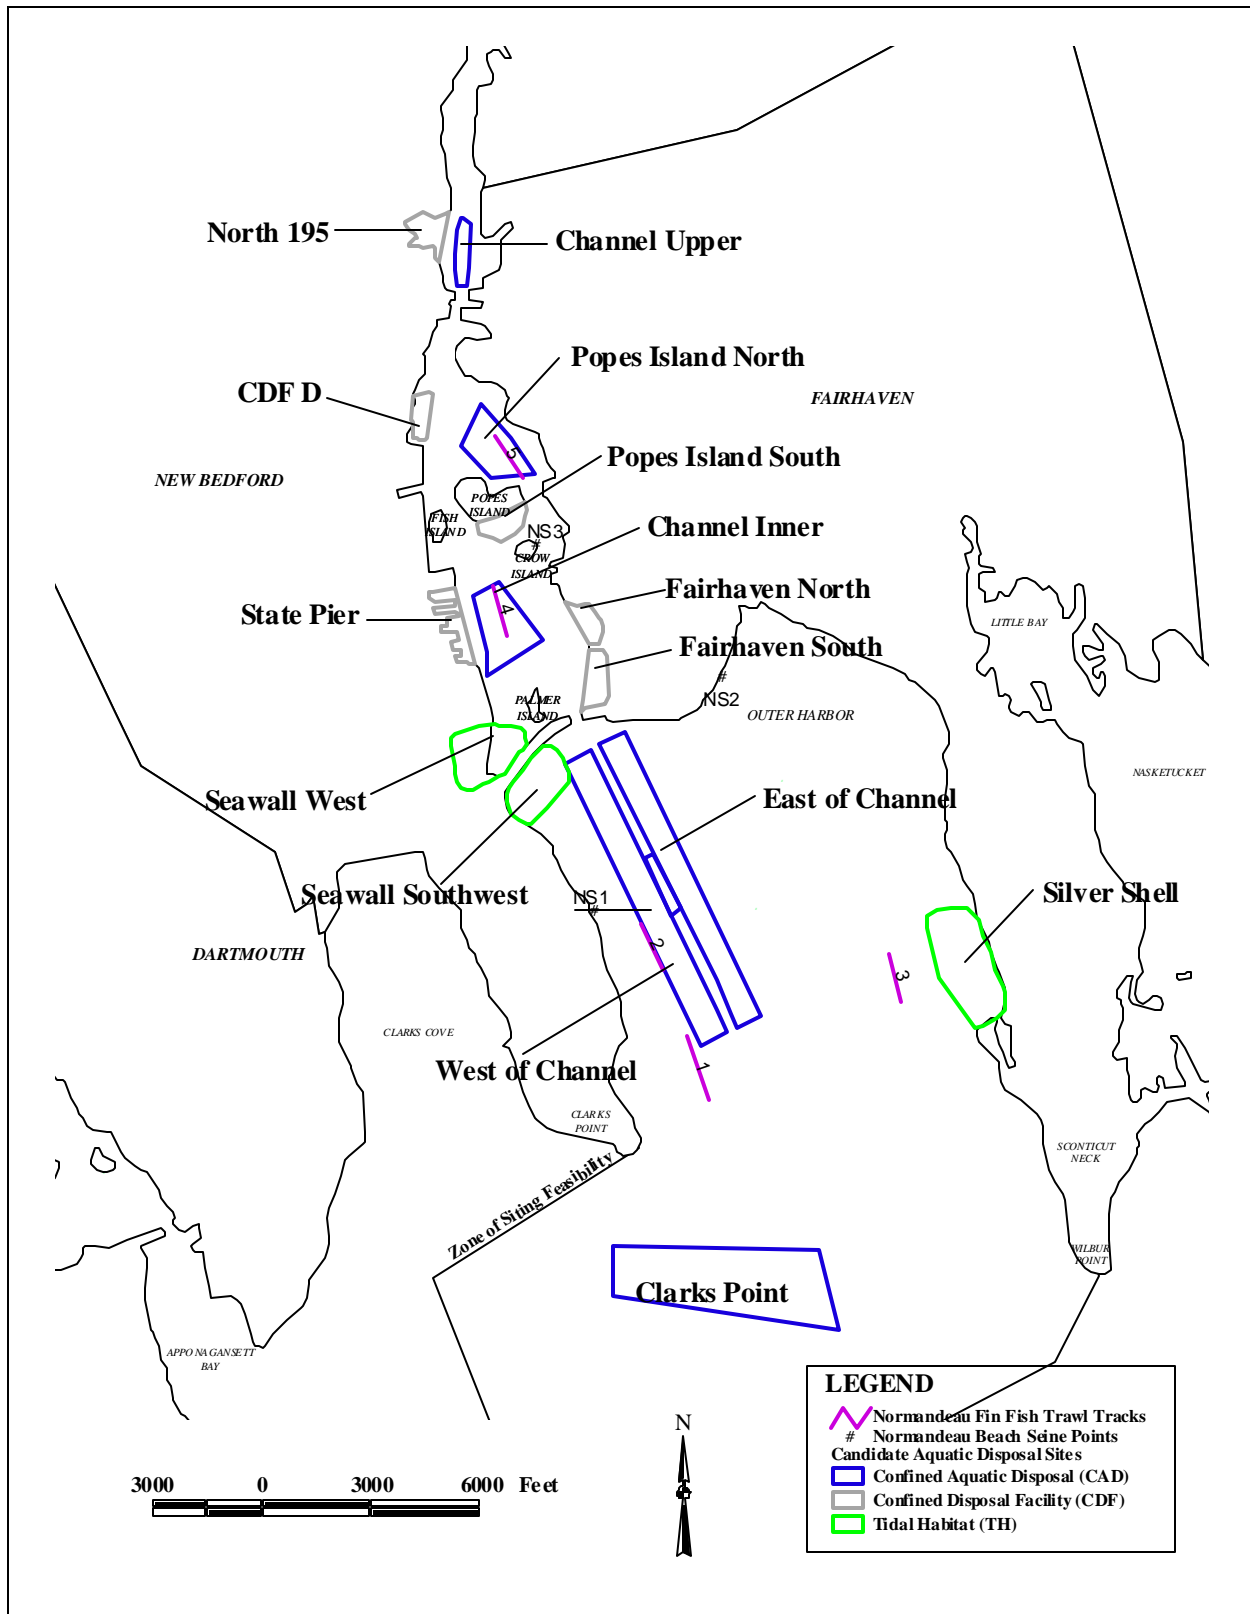 North 195
Channel Upper
Popes Island North
CDF D
FAIRHAVEN
Popes Island South
NEW BEDFORD
5
POPES
ISLAND
FISH
ISLAND
Channel Inner
NS3
#
CROW
ISLAND
Fairhaven North
State Pier
4
LITTLE BAY
Fairhaven South
#
NS2
PALMER
ISLAND
OUTER HARBOR
NASKETUCKET
Seawall West
East of Channel
Seawall Southwest
NS1
#
Silver Shell
2
DARTMOUTH
3
CLARKS COVE
West of Channel
1
CLARKS
POINT
SCONTICUT
NECK
Zone of Siting Feasibility
WILBUR
POINT
Clarks Point
APPONAGANSETT
BAY
LEGEND
Normandeau Fin Fish Trawl Tracks
# Normandeau Beach Seine Points
Candidate Aquatic Disposal Sites
Confined Aquatic Disposal (CAD)
Confined Disposal Facility (CDF)
Tidal Habitat (TH)
N
3000 0 3000 6000 Feet